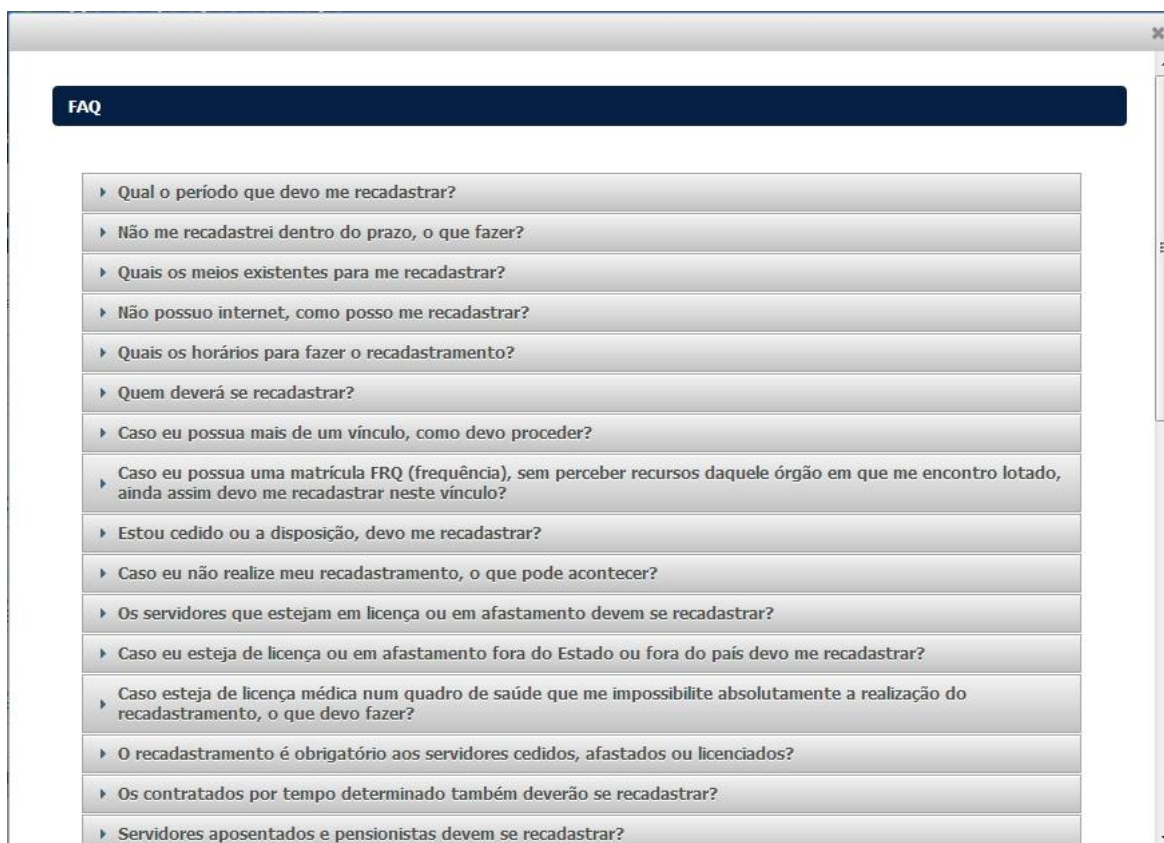 FAQ
Qual o período que devo me recadastrar?
Não me recadastrei dentro do prazo, o que fazer?
Quais os meios existentes para me recadastrar?
Não possuo internet, como posso me recadastrar?
Quais os horários para fazer o recadastramento?
Quem deverá se recadastrar?
Caso eu possua mais de um vínculo, como devo proceder?
Caso eu possua uma matrícula FRQ (frequência), sem perceber recursos daquele órgão em que me encontro lotado,
ainda assim devo me recadastrar neste vínculo?
Estou cedido ou a disposição, devo me recadastrar?
Caso eu não realize meu recadastramento, o que pode acontecer?
Os servidores que estejam em licença ou em afastamento devem se recadastrar?
Caso eu esteja de licença ou em afastamento fora do Estado ou fora do país devo me recadastrar?
Caso esteja de licença médica num quadro de saúde que me impossibilite absolutamente a realização do
recadastramento, o que devo fazer?
O recadastramento é obrigatório aos servidores cedidos, afastados ou licenciados?
Os contratados por tempo determinado também deverão se recadastrar?
Servidores aposentados e pensionistas devem se recadastrar?